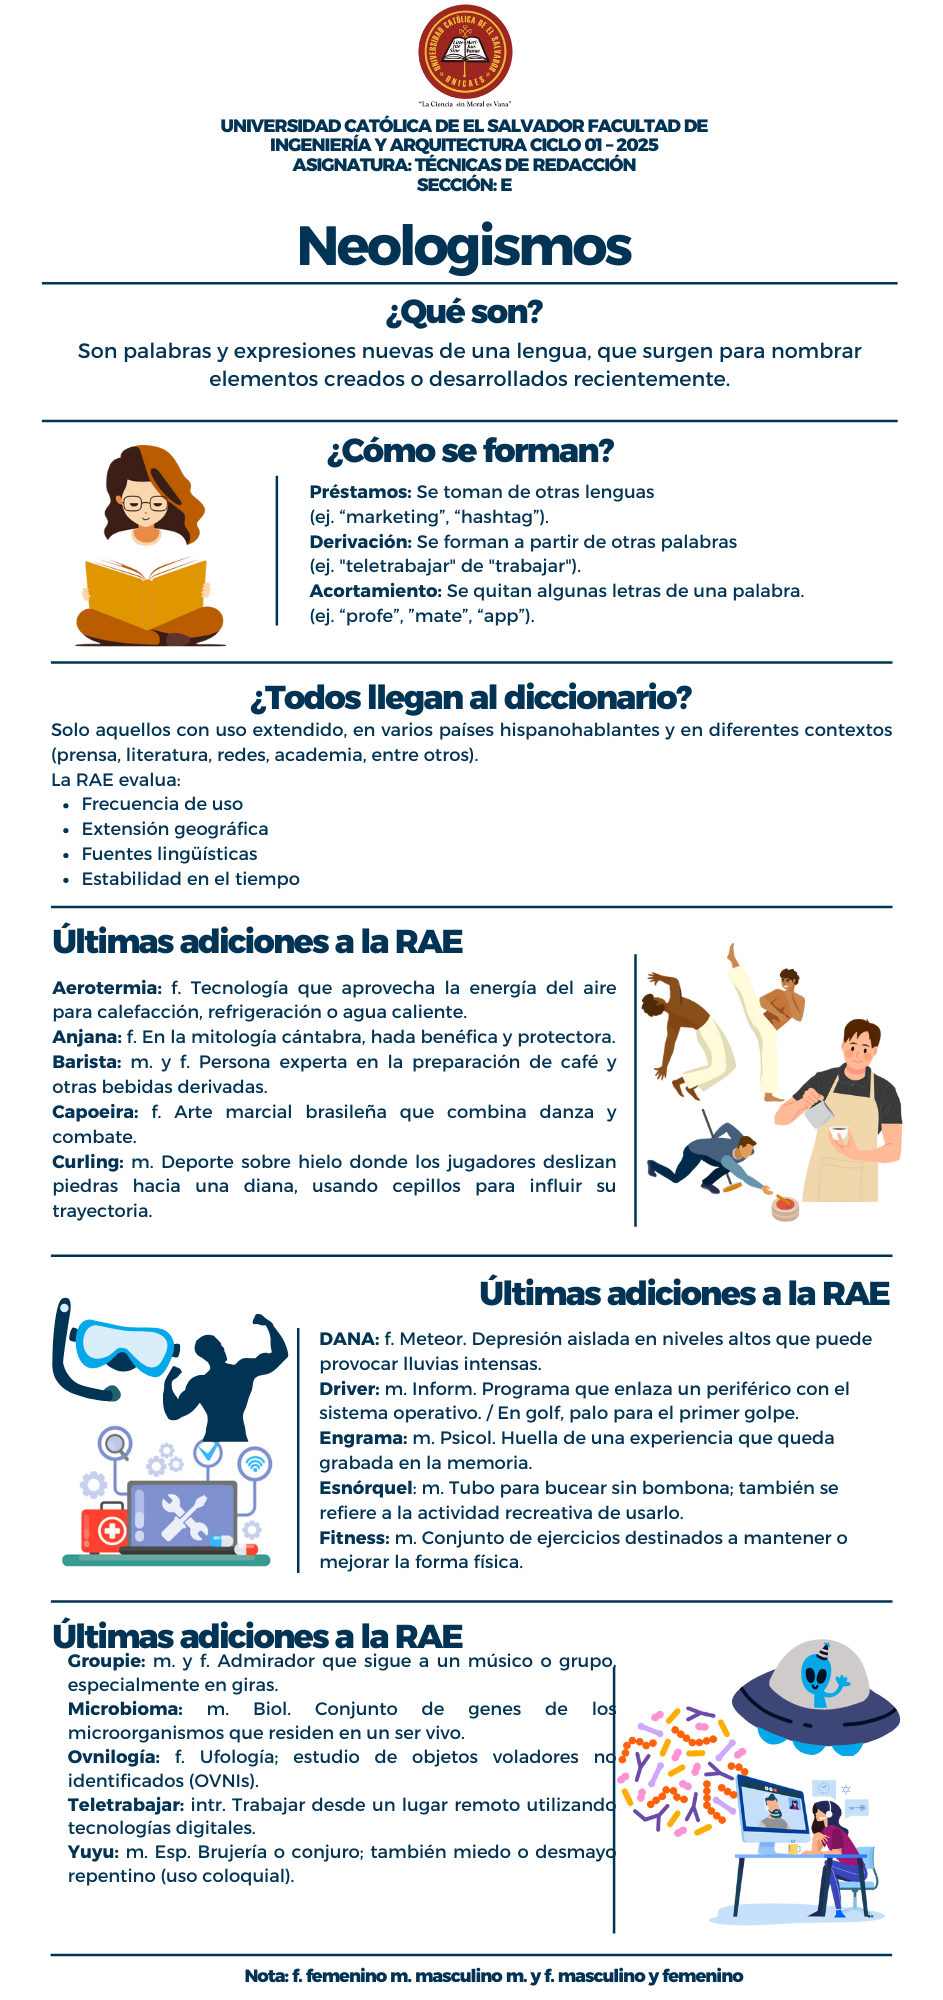 UNIVERSIDAD CATÓLICA DE EL SALVADOR
UNICAES
"La Ciencia sin Moral es Vana"
UNIVERSIDAD CATÓLICA DE EL SALVADOR FACULTAD DE
INGENIERÍA Y ARQUITECTURA CICLO 01 – 2025
ASIGNATURA: TÉCNICAS DE REDACCIÓN
SECCIÓN: E
Neologismos
¿Qué son?
Son palabras y expresiones nuevas de una lengua, que surgen para nombrar
elementos creados o desarrollados recientemente.
¿Cómo se forman?
Préstamos: Se toman de otras lenguas
(ej. “marketing”, “hashtag”).
Derivación: Se forman a partir de otras palabras
(ej. "teletrabajar" de "trabajar").
Acortamiento: Se quitan algunas letras de una palabra.
(ej. “profe”, ”mate”, “app”).
¿Todos llegan al diccionario?
Solo aquellos con uso extendido, en varios países hispanohablantes y en diferentes contextos
(prensa, literatura, redes, academia, entre otros).
La RAE evalua:
• Frecuencia de uso
• Extensión geográfica
• Fuentes lingüísticas
• Estabilidad en el tiempo
Últimas adiciones a la RAE
Aerotermia: f. Tecnología que aprovecha la energía del aire
para calefacción, refrigeración o agua caliente.
Anjana: f. En la mitología cántabra, hada benéfica y protectora.
Barista: m. y f. Persona experta en la preparación de café y
otras bebidas derivadas.
Capoeira: f. Arte marcial brasileña que combina danza y
combate.
Curling: m. Deporte sobre hielo donde los jugadores deslizan
piedras hacia una diana, usando cepillos para influir su
trayectoria.
Últimas adiciones a la RAE
DANA: f. Meteor. Depresión aislada en niveles altos que puede
provocar lluvias intensas.
Driver: m. Inform. Programa que enlaza un periférico con el
sistema operativo. / En golf, palo para el primer golpe.
Engrama: m. Psicol. Huella de una experiencia que queda
grabada en la memoria.
Esnórquel: m. Tubo para bucear sin bombona; también se
refiere a la actividad recreativa de usarlo.
Fitness: m. Conjunto de ejercicios destinados a mantener o
mejorar la forma física.
Últimas adiciones a la RAE
Groupie: m. y f. Admirador que sigue a un músico o grupo,
especialmente en giras.
Microbioma: m. Biol. Conjunto de genes de los
microorganismos que residen en un ser vivo.
Ovnilogía: f. Ufología; estudio de objetos voladores no
identificados (OVNIs).
Teletrabajar: intr. Trabajar desde un lugar remoto utilizando
tecnologías digitales.
Yuyu: m. Esp. Brujería o conjuro; también miedo o desmayo
repentino (uso coloquial).
Nota: f. femenino m. masculino m. y f. masculino y femenino